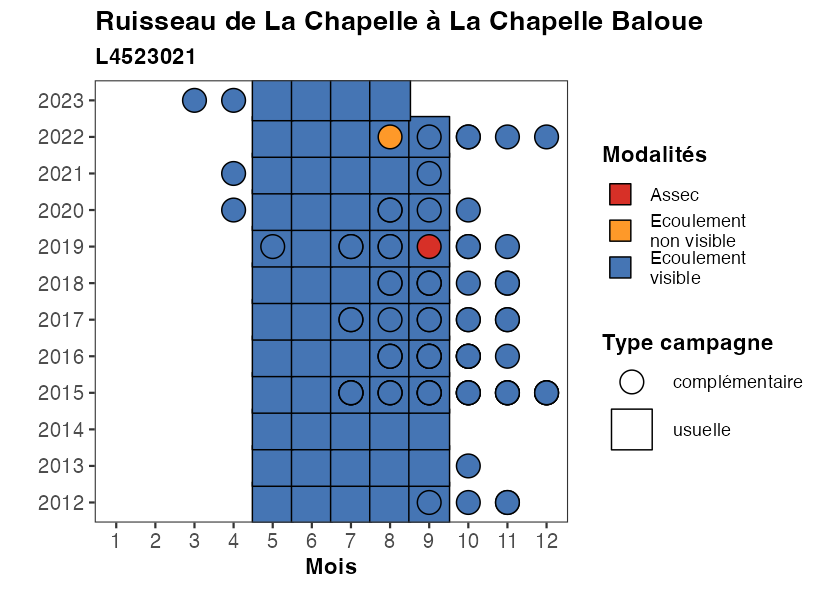 Ruisseau de La Chapelle à La Chapelle Baloue
L4523021
2023
2022
2021
2020
2019
2018
2017
2016
2015
2014
2013
2012
1 2 3 4 5 6 7 8 9 10 11 12
Mois
Modalités
Assec
Ecoulement
non visible
Ecoulement
visible
Type campagne
complémentaire
usuelle